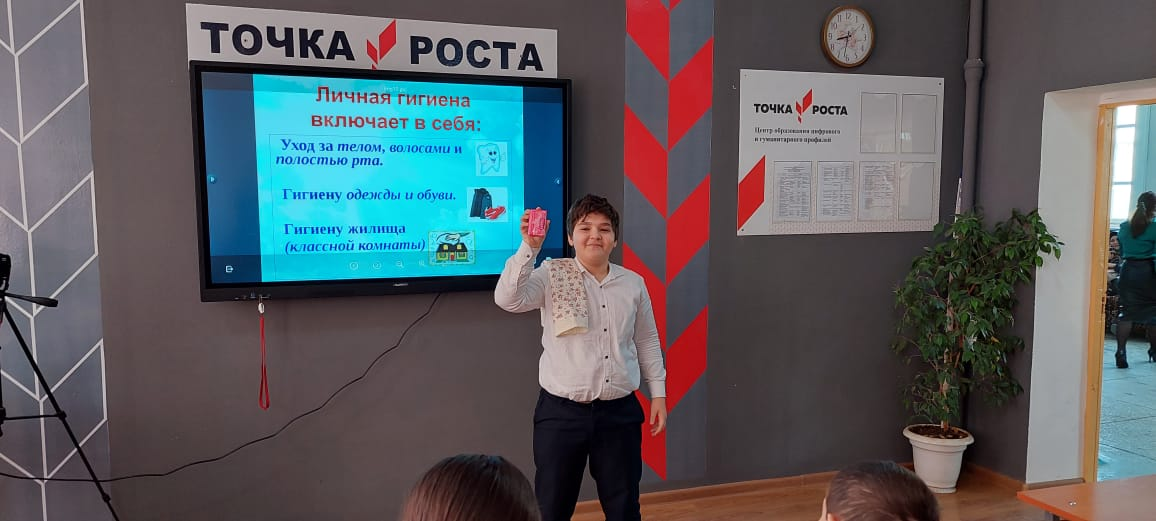 ТОЧКА РОСТА
Личная гигиена
включает в себя:
Уход за телом, волосами и
полостью рта.
Гигиену одежды и обуви.
Гигиену жилища
(классной комнаты)
ТОЧКА РОСТА
Центр образования цифрового
и гуманитарного профилей